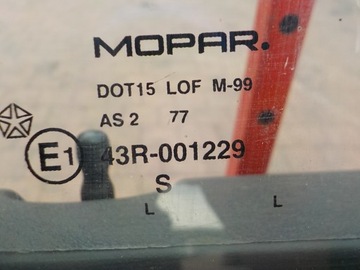 MOPAR.
DOT15 LOF M-99
AS 2 77
E1 43R-001229
S
L L